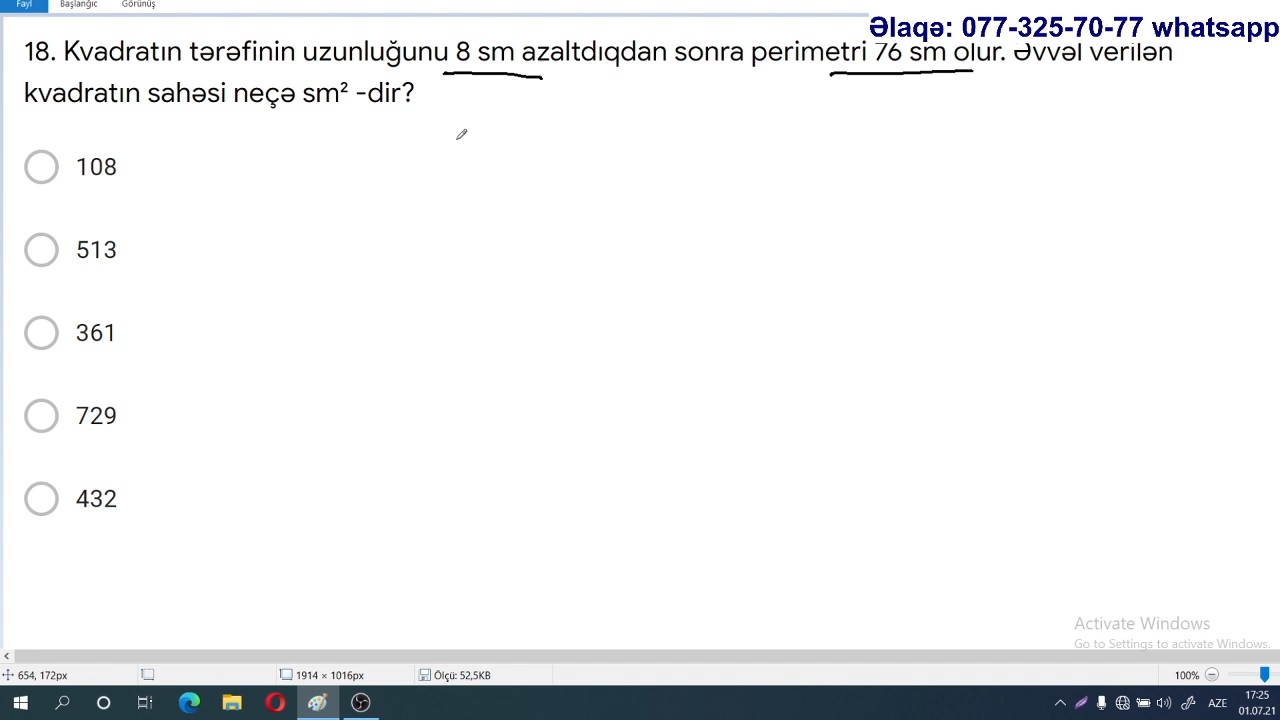 Fayl Başlanğıc Görünüş
Əlaqə: 077-325-70-77 whatsapp
18. Kvadratın tərəfinin uzunluğunu 8 sm azaltdıqdan sonra perimetri 76 sm olur. Əvvəl verilən
kvadratın sahəsi neçə sm² -dir?
108
513
361
729
432
Activate Windows
Go to Settings to activate Windows.
654, 172px 1914 × 1016px Ölçü: 52,5KB 100%
AZE 17:25
01.07.21